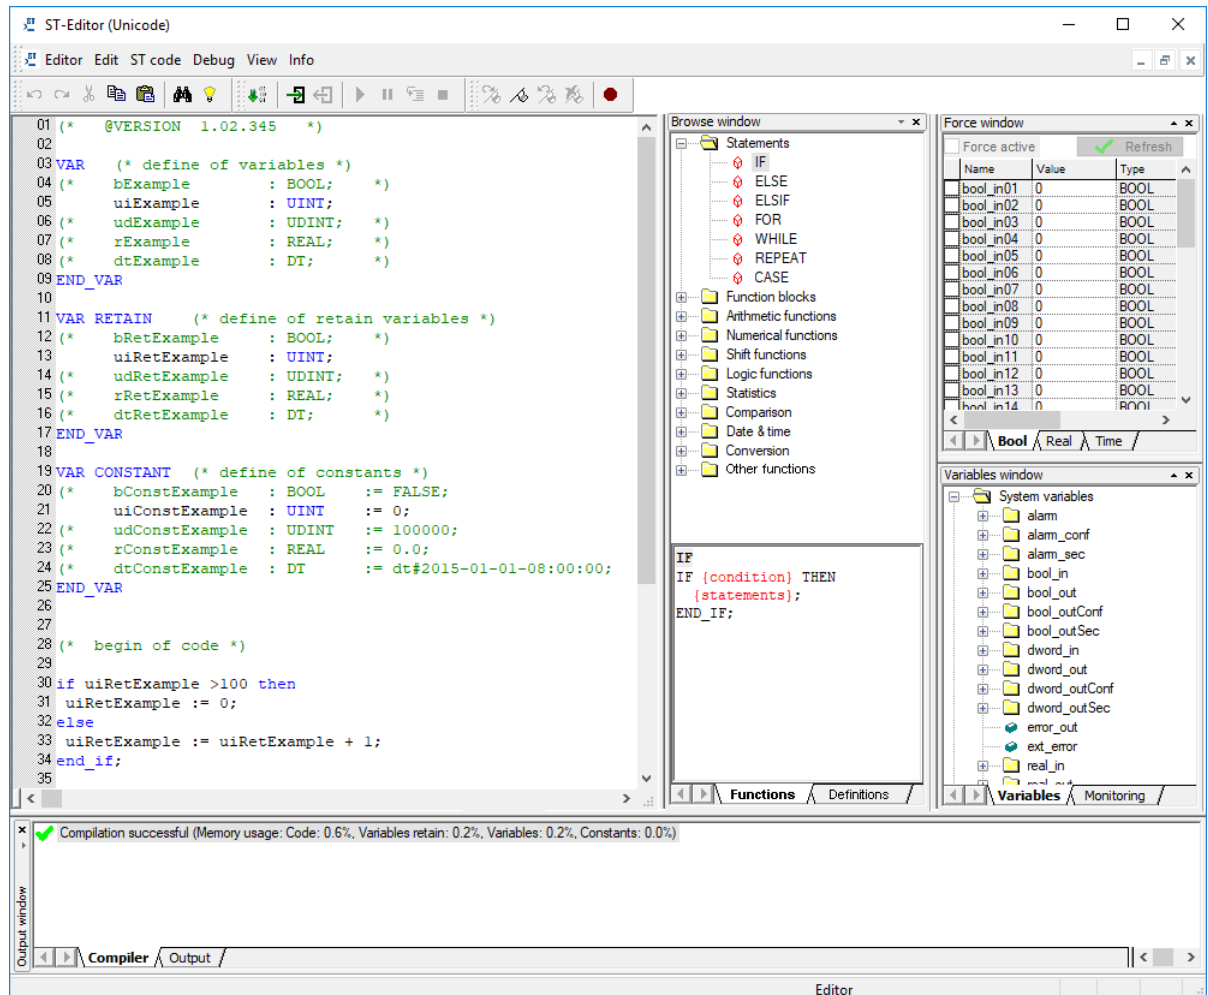 ST-Editor (Unicode)
Editor Edit ST code Debug View Info
01 (*    @VERSION  1.02.345   *)
02
03 VAR    (* define of variables *)
04 (*    bExample         : BOOL;    *)
05       uiExample        : UINT;
06 (*    udExample        : UDINT;   *)
07 (*    rExample         : REAL;    *)
08 (*    dtExample        : DT;      *)
09 END_VAR
10
11 VAR RETAIN    (* define of retain variables *)
12 (*    bRetExample      : BOOL;    *)
13       uiRetExample     : UINT;
14 (*    udRetExample     : UDINT;   *)
15 (*    rRetExample      : REAL;    *)
16 (*    dtRetExample     : DT;      *)
17 END_VAR
18
19 VAR CONSTANT  (* define of constants *)
20 (*    bConstExample   : BOOL    := FALSE;
21       uiConstExample  : UINT    := 0;
22 (*    udConstExample  : UDINT   := 100000;
23 (*    rConstExample   : REAL    := 0.0;
24 (*    dtConstExample  : DT      := dt#2015-01-01-08:00:00;
25 END_VAR
26
27
28 (*  begin of code *)
29
30 if uiRetExample >100 then
31  uiRetExample := 0;
32 else
33  uiRetExample := uiRetExample + 1;
34 end_if;
35
Browse window
Statements
IF
ELSE
ELSIF
FOR
WHILE
REPEAT
CASE
Function blocks
Arithmetic functions
Numerical functions
Shift functions
Logic functions
Statistics
Comparison
Date & time
Conversion
Other functions
IF
IF {condition} THEN
{statements};
END_IF;
Functions Definitions
Force window
Force active Refresh
Name Value Type
bool_in01 0 BOOL
bool_in02 0 BOOL
bool_in03 0 BOOL
bool_in04 0 BOOL
bool_in05 0 BOOL
bool_in06 0 BOOL
bool_in07 0 BOOL
bool_in08 0 BOOL
bool_in09 0 BOOL
bool_in10 0 BOOL
bool_in11 0 BOOL
bool_in12 0 BOOL
bool_in13 0 BOOL
bool_in14 0 BOOL
Bool Real Time
Variables window
System variables
alarm
alarm_conf
alarm_sec
bool_in
bool_out
bool_outConf
bool_outSec
dword_in
dword_out
dword_outConf
dword_outSec
error_out
ext_error
real_in
real_out
Variables Monitoring
Output window
Compilation successful (Memory usage: Code: 0.6%, Variables retain: 0.2%, Variables: 0.2%, Constants: 0.0%)
Compiler Output
Editor